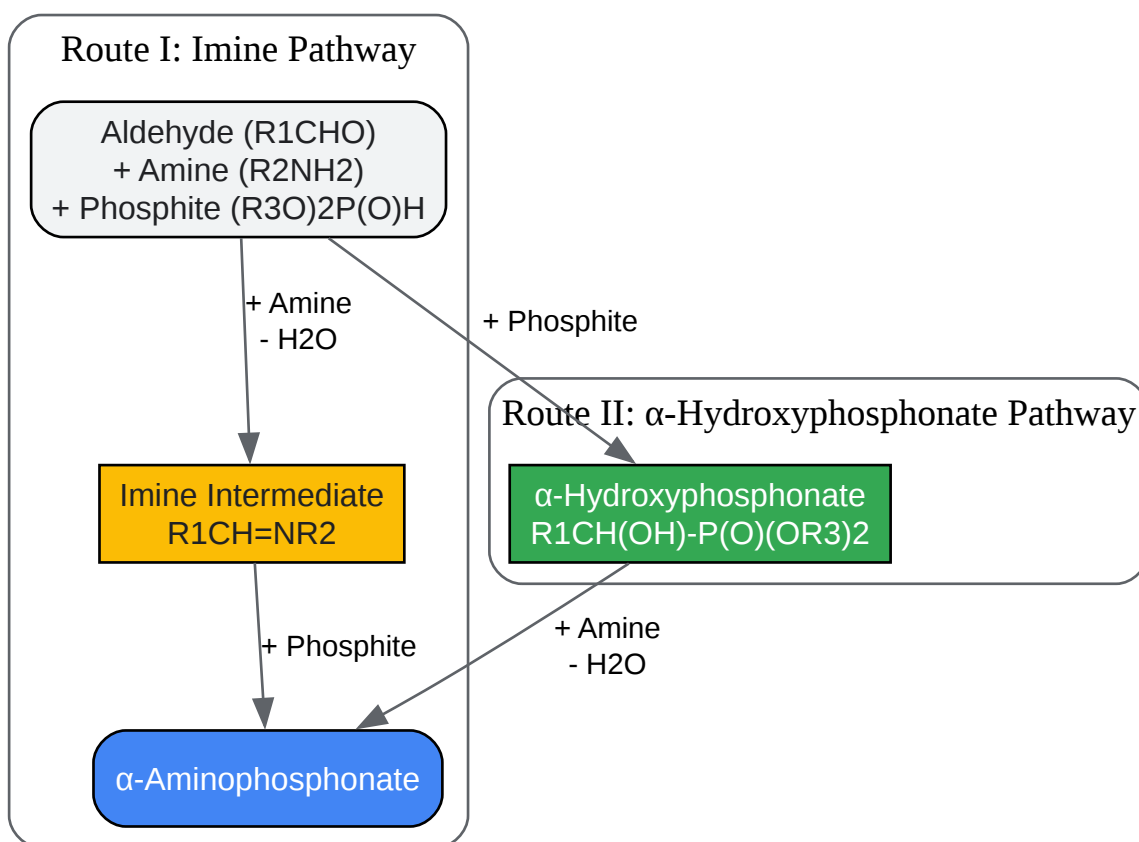 Route I: Imine Pathway
Aldehyde (R1CHO)
+ Amine (R2NH2)
+ Phosphite (R3O)2P(O)H
+ Amine
- H2O
+ Phosphite
Route II: α-Hydroxyphosphonate Pathway
Imine Intermediate
R1CH=NR2
α-Hydroxyphosphonate
R1CH(OH)-P(O)(OR3)2
+ Phosphite
+ Amine
- H2O
α-Aminophosphonate